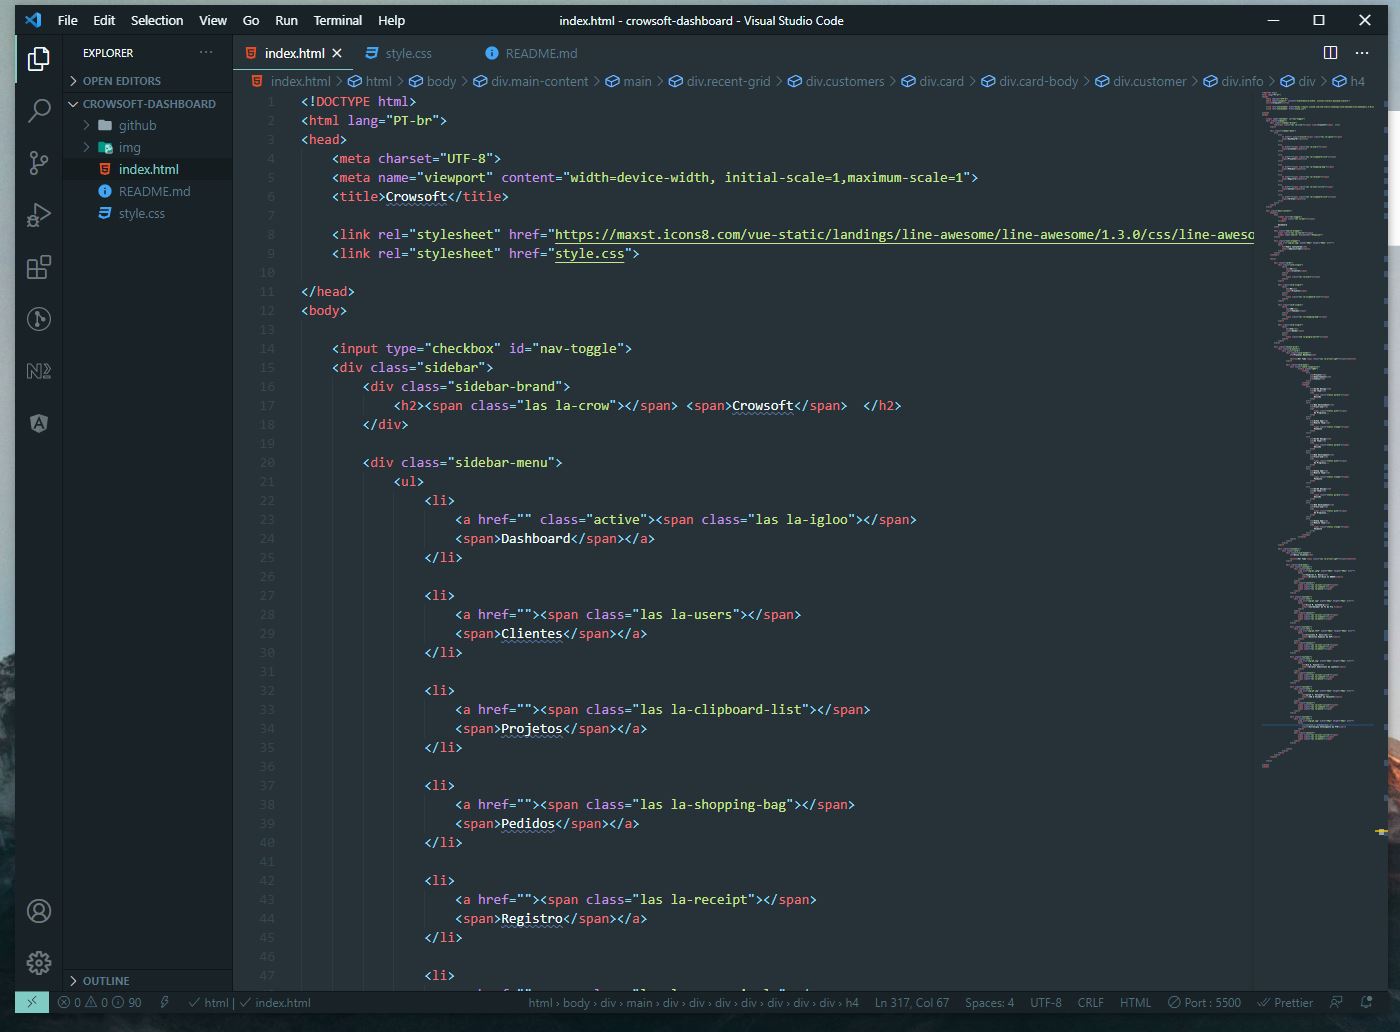 File Edit Selection View Go Run Terminal Help
index.html - crowsoft-dashboard - Visual Studio Code
EXPLORER
index.html
style.css
README.md
OPEN EDITORS
index.html > html > body > div.main-content > main > div.recent-grid > div.customers > div.card > div.card-body > div.customer > div.info > div > h4
CROWSOFT-DASHBOARD
github
img
index.html
README.md
style.css
1 <!DOCTYPE html>
2 <html lang="PT-br">
3 <head>
4 <meta charset="UTF-8">
5 <meta name="viewport" content="width=device-width, initial-scale=1,maximum-scale=1">
6 <title>Crowsoft</title>
7
8 <link rel="stylesheet" href="https://maxst.icons8.com/vue-static/landings/line-awesome/line-awesome/1.3.0/css/line-aweso
9 <link rel="stylesheet" href="style.css">
10
11 </head>
12 <body>
13
14 <input type="checkbox" id="nav-toggle">
15 <div class="sidebar">
16 <div class="sidebar-brand">
17 <h2><span class="las la-crow"></span> <span>Crowsoft</span>  </h2>
18 </div>
19
20 <div class="sidebar-menu">
21 <ul>
22 <li>
23 <a href="" class="active"><span class="las la-igloo"></span>
24 <span>Dashboard</span></a>
25 </li>
26
27 <li>
28 <a href=""><span class="las la-users"></span>
29 <span>Clientes</span></a>
30 </li>
31
32 <li>
33 <a href=""><span class="las la-clipboard-list"></span>
34 <span>Projetos</span></a>
35 </li>
36
37 <li>
38 <a href=""><span class="las la-shopping-bag"></span>
39 <span>Pedidos</span></a>
40 </li>
41
42 <li>
43 <a href=""><span class="las la-receipt"></span>
44 <span>Registro</span></a>
45 </li>
46
47 <li>
OUTLINE
0 0 90 html | index.html
html › body › div › main › div › div › div › div › div › div › div › h4 Ln 317, Col 67 Spaces: 4 UTF-8 CRLF HTML Port : 5500 Prettier